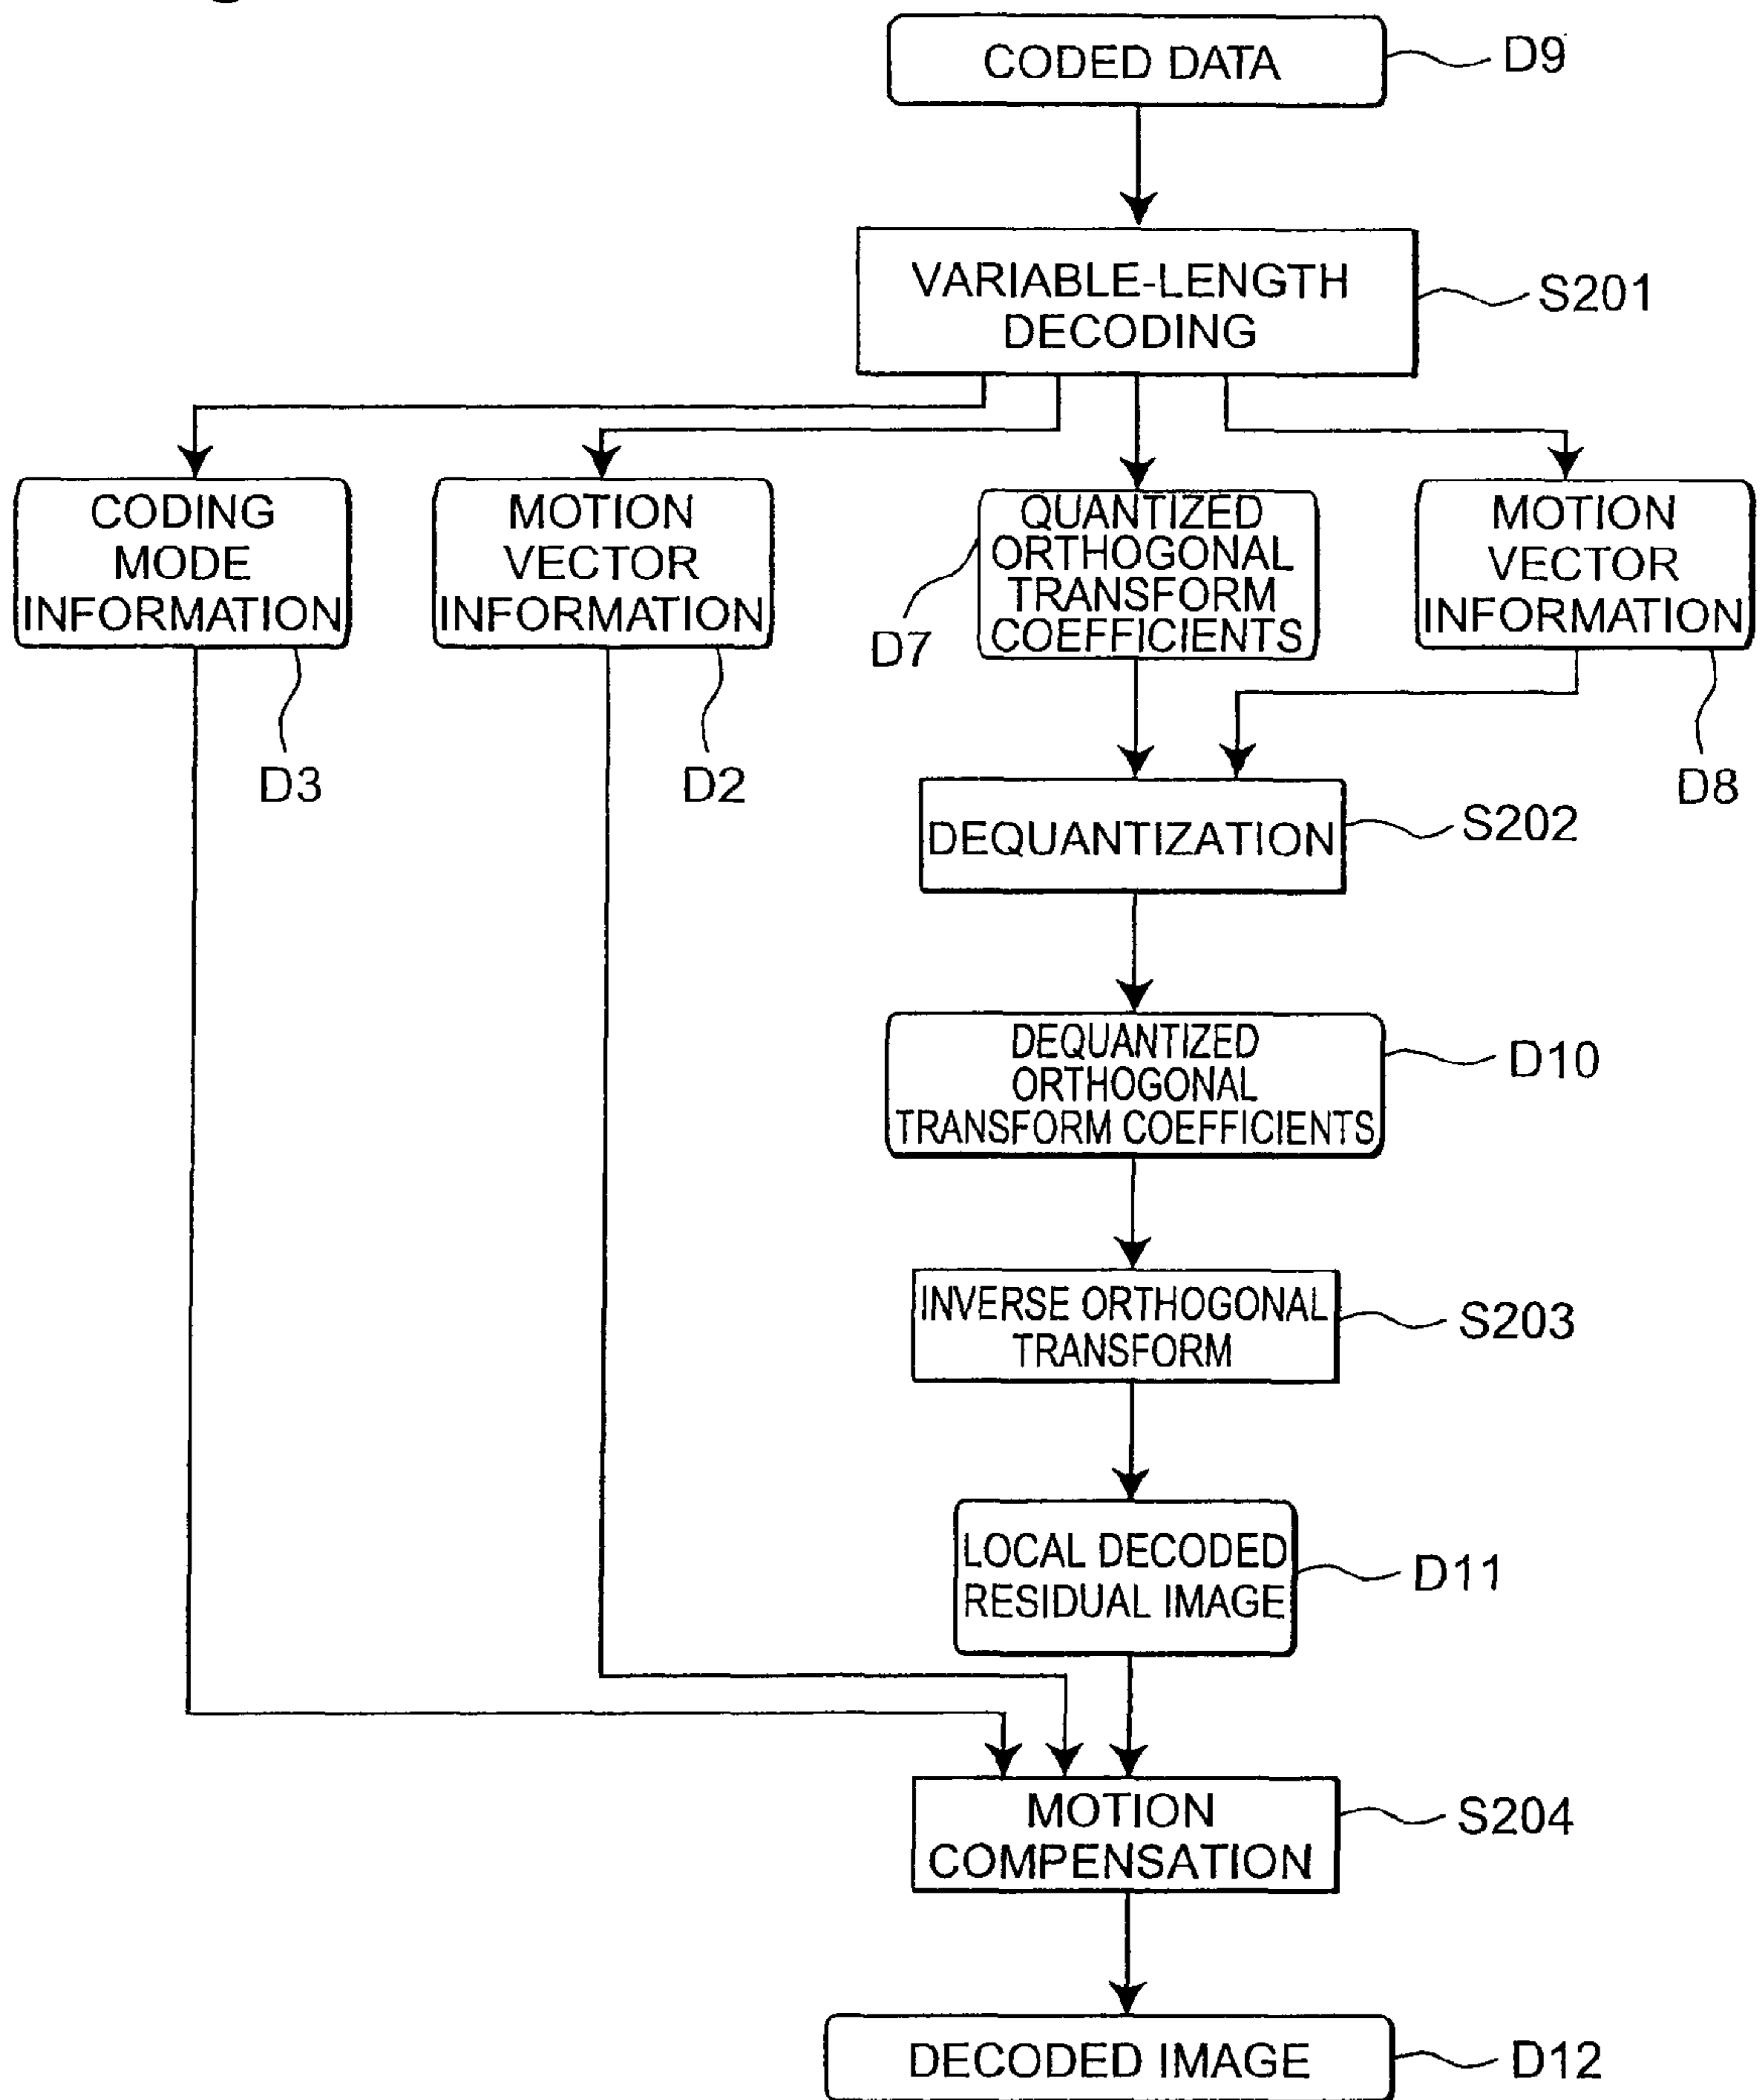 CODED DATA
D9
VARIABLE-LENGTH
DECODING
S201
CODING
MODE
INFORMATION
D3
MOTION
VECTOR
INFORMATION
D2
QUANTIZED
ORTHOGONAL
TRANSFORM
COEFFICIENTS
D7
MOTION
VECTOR
INFORMATION
D8
DEQUANTIZATION
S202
DEQUANTIZED
ORTHOGONAL
TRANSFORM COEFFICIENTS
D10
INVERSE ORTHOGONAL
TRANSFORM
S203
LOCAL DECODED
RESIDUAL IMAGE
D11
MOTION
COMPENSATION
S204
DECODED IMAGE
D12